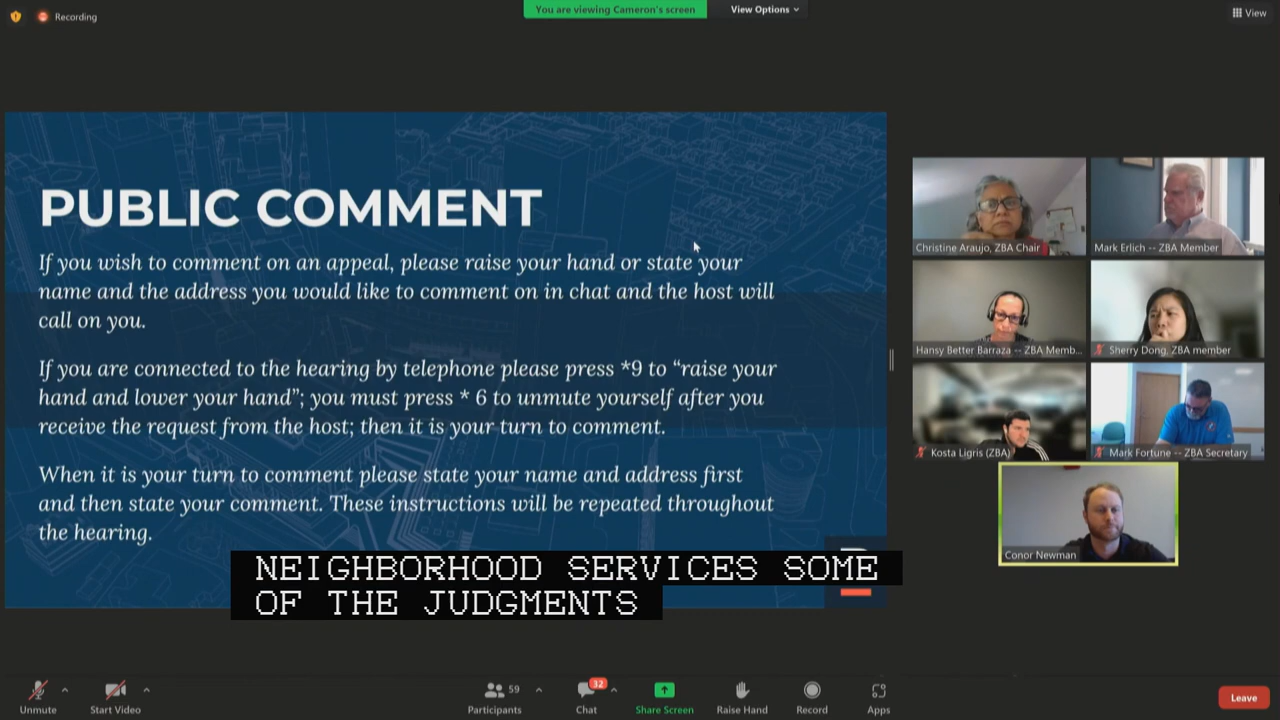 Recording
You are viewing Cameron's screen
View Options
View
PUBLIC COMMENT
If you wish to comment on an appeal, please raise your hand or state your
name and the address you would like to comment on in chat and the host will
call on you.
If you are connected to the hearing by telephone please press *9 to “raise your
hand and lower your hand”; you must press * 6 to unmute yourself after you
receive the request from the host; then it is your turn to comment.
When it is your turn to comment please state your name and address first
and then state your comment. These instructions will be repeated throughout
the hearing.
NEIGHBORHOOD SERVICES SOME
OF THE JUDGMENTS
Christine Araujo, ZBA Chair
Mark Erlich -- ZBA Member
Hansy Better Barraza -- ZBA Memb...
Sherry Dong, ZBA member
Kosta Ligris (ZBA)
Mark Fortune -- ZBA Secretary
Conor Newman
Unmute
Start Video
59
Participants
32
Chat
Share Screen
Raise Hand
Record
Apps
Leave